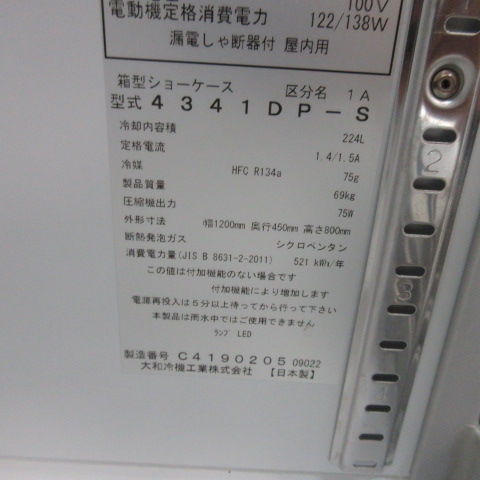 100V
電動機定格消費電力 122/138W
漏電しゃ断器付 屋内用
箱型ショーケース 区分名 1A
型式 4341DP-S
冷却内容積 224L
定格電流 1.4/1.5A
冷媒 HFC R134a 75g
製品質量 69kg
圧縮機出力 75W
外形寸法 幅1200mm 奥行450mm 高さ800mm
断熱発泡ガス シクロペンタン
消費電力量(JIS B 8631-2-2011) 521 kWh/年
この値は付加機能のない場合です
付加機能により増加します
電源再投入は5分以上待ってから行って下さい
本製品は雨水中ではご使用できません
ランプ LED
製造番号 C4190205 09022
大和冷機工業株式会社 【日本製】
2
3